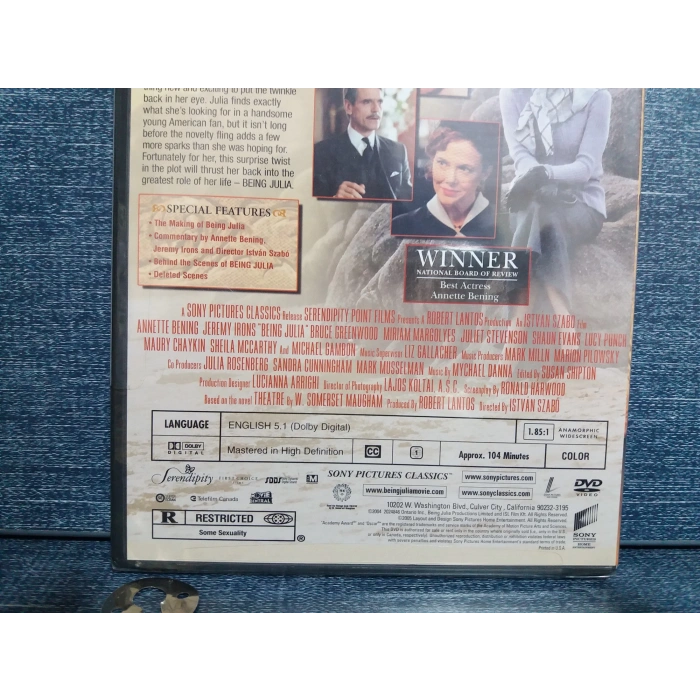 thing new and exciting to put the twinkle
back in her eye. Julia finds exactly
what she's looking for in a handsome
young American fan, but it isn't long
before the novelty fling adds a few
more sparks than she was hoping for.
Fortunately for her, this surprise twist
in the plot will thrust her back into the
greatest role of her life – BEING JULIA.
SPECIAL FEATURES
• The Making of Being Julia
• Commentary by Annette Bening,
Jeremy Irons and Director István Szabó
• Behind the Scenes of BEING JULIA
• Deleted Scenes
WINNER
NATIONAL BOARD OF REVIEW
Best Actress
Annette Bening
A SONY PICTURES CLASSICS Release SERENDIPITY POINT FILMS Presents A ROBERT LANTOS Production An ISTVAN SZABO Film
ANNETTE BENING JEREMY IRONS "BEING JULIA" BRUCE GREENWOOD MIRIAM MARGOLYES JULIET STEVENSON SHAUN EVANS LUCY PUNCH
MAURY CHAYKIN SHEILA MCCARTHY And MICHAEL GAMBON Music Supervisor LIZ GALLACHER Music Producers MARK WILLIN MARION PILOWSKY
Co Producers JULIA ROSENBERG SANDRA CUNNINGHAM MARK MUSSELMAN Music By MYCHAEL DANNA Edited By SUSAN SHIPTON
Production Designer LUCIANNA ARRIGHI Director of Photography LAJOS KOLTAI, A.S.C. Screenplay By RONALD HARWOOD
Based on the novel THEATRE BY W. SOMERSET MAUGHAM Produced By ROBERT LANTOS Directed By ISTVAN SZABO
LANGUAGE ENGLISH 5.1 (Dolby Digital) 1.85:1 ANAMORPHIC WIDESCREEN
DOLBY DIGITAL Mastered in High Definition CC 1 Approx. 104 Minutes COLOR
Serendipity SONY PICTURES CLASSICS™ www.sonypictures.com DVD VIDEO
Telefilm Canada MOVIE CENTRAL www.beingjuliamovie.com www.sonyclassics.com
10202 W. Washington Blvd., Culver City, California 90232-3195
R RESTRICTED
Some Sexuality
SONY
PICTURES
Printed in U.S.A.